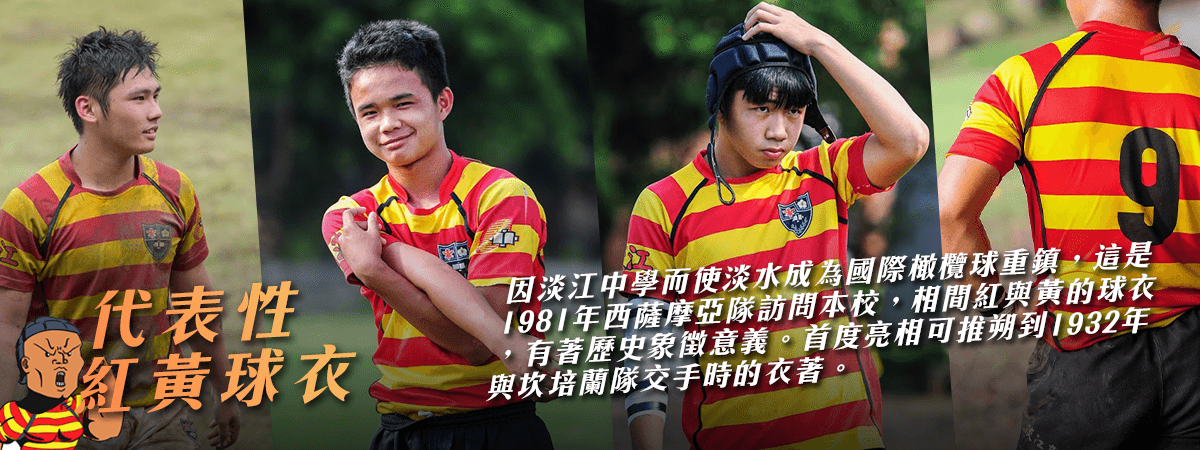 代表性
紅黃球衣
因淡江中學而使淡水成為國際橄欖球重鎮，這是
1981年西薩摩亞隊訪問本校，相間紅與黃的球衣
，有著歷史象徵意義。首度亮相可推朔到1932年
與坎培蘭隊交手時的衣著。
9